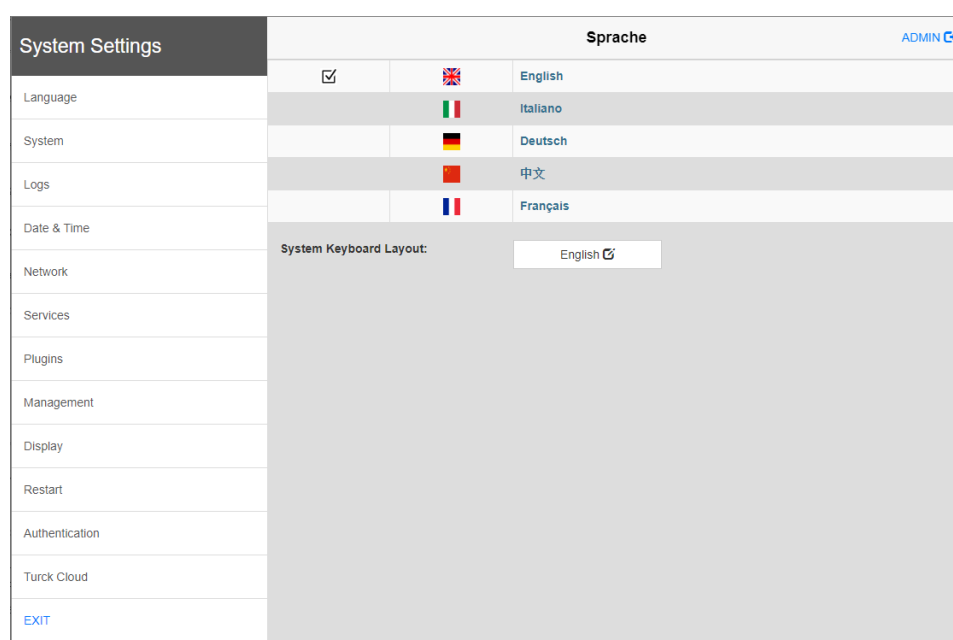 System Settings
Language
System
Logs
Date & Time
Network
Services
Plugins
Management
Display
Restart
Authentication
Turck Cloud
EXIT
Sprache
ADMIN
English
Italiano
Deutsch
中文
Français
System Keyboard Layout:
English